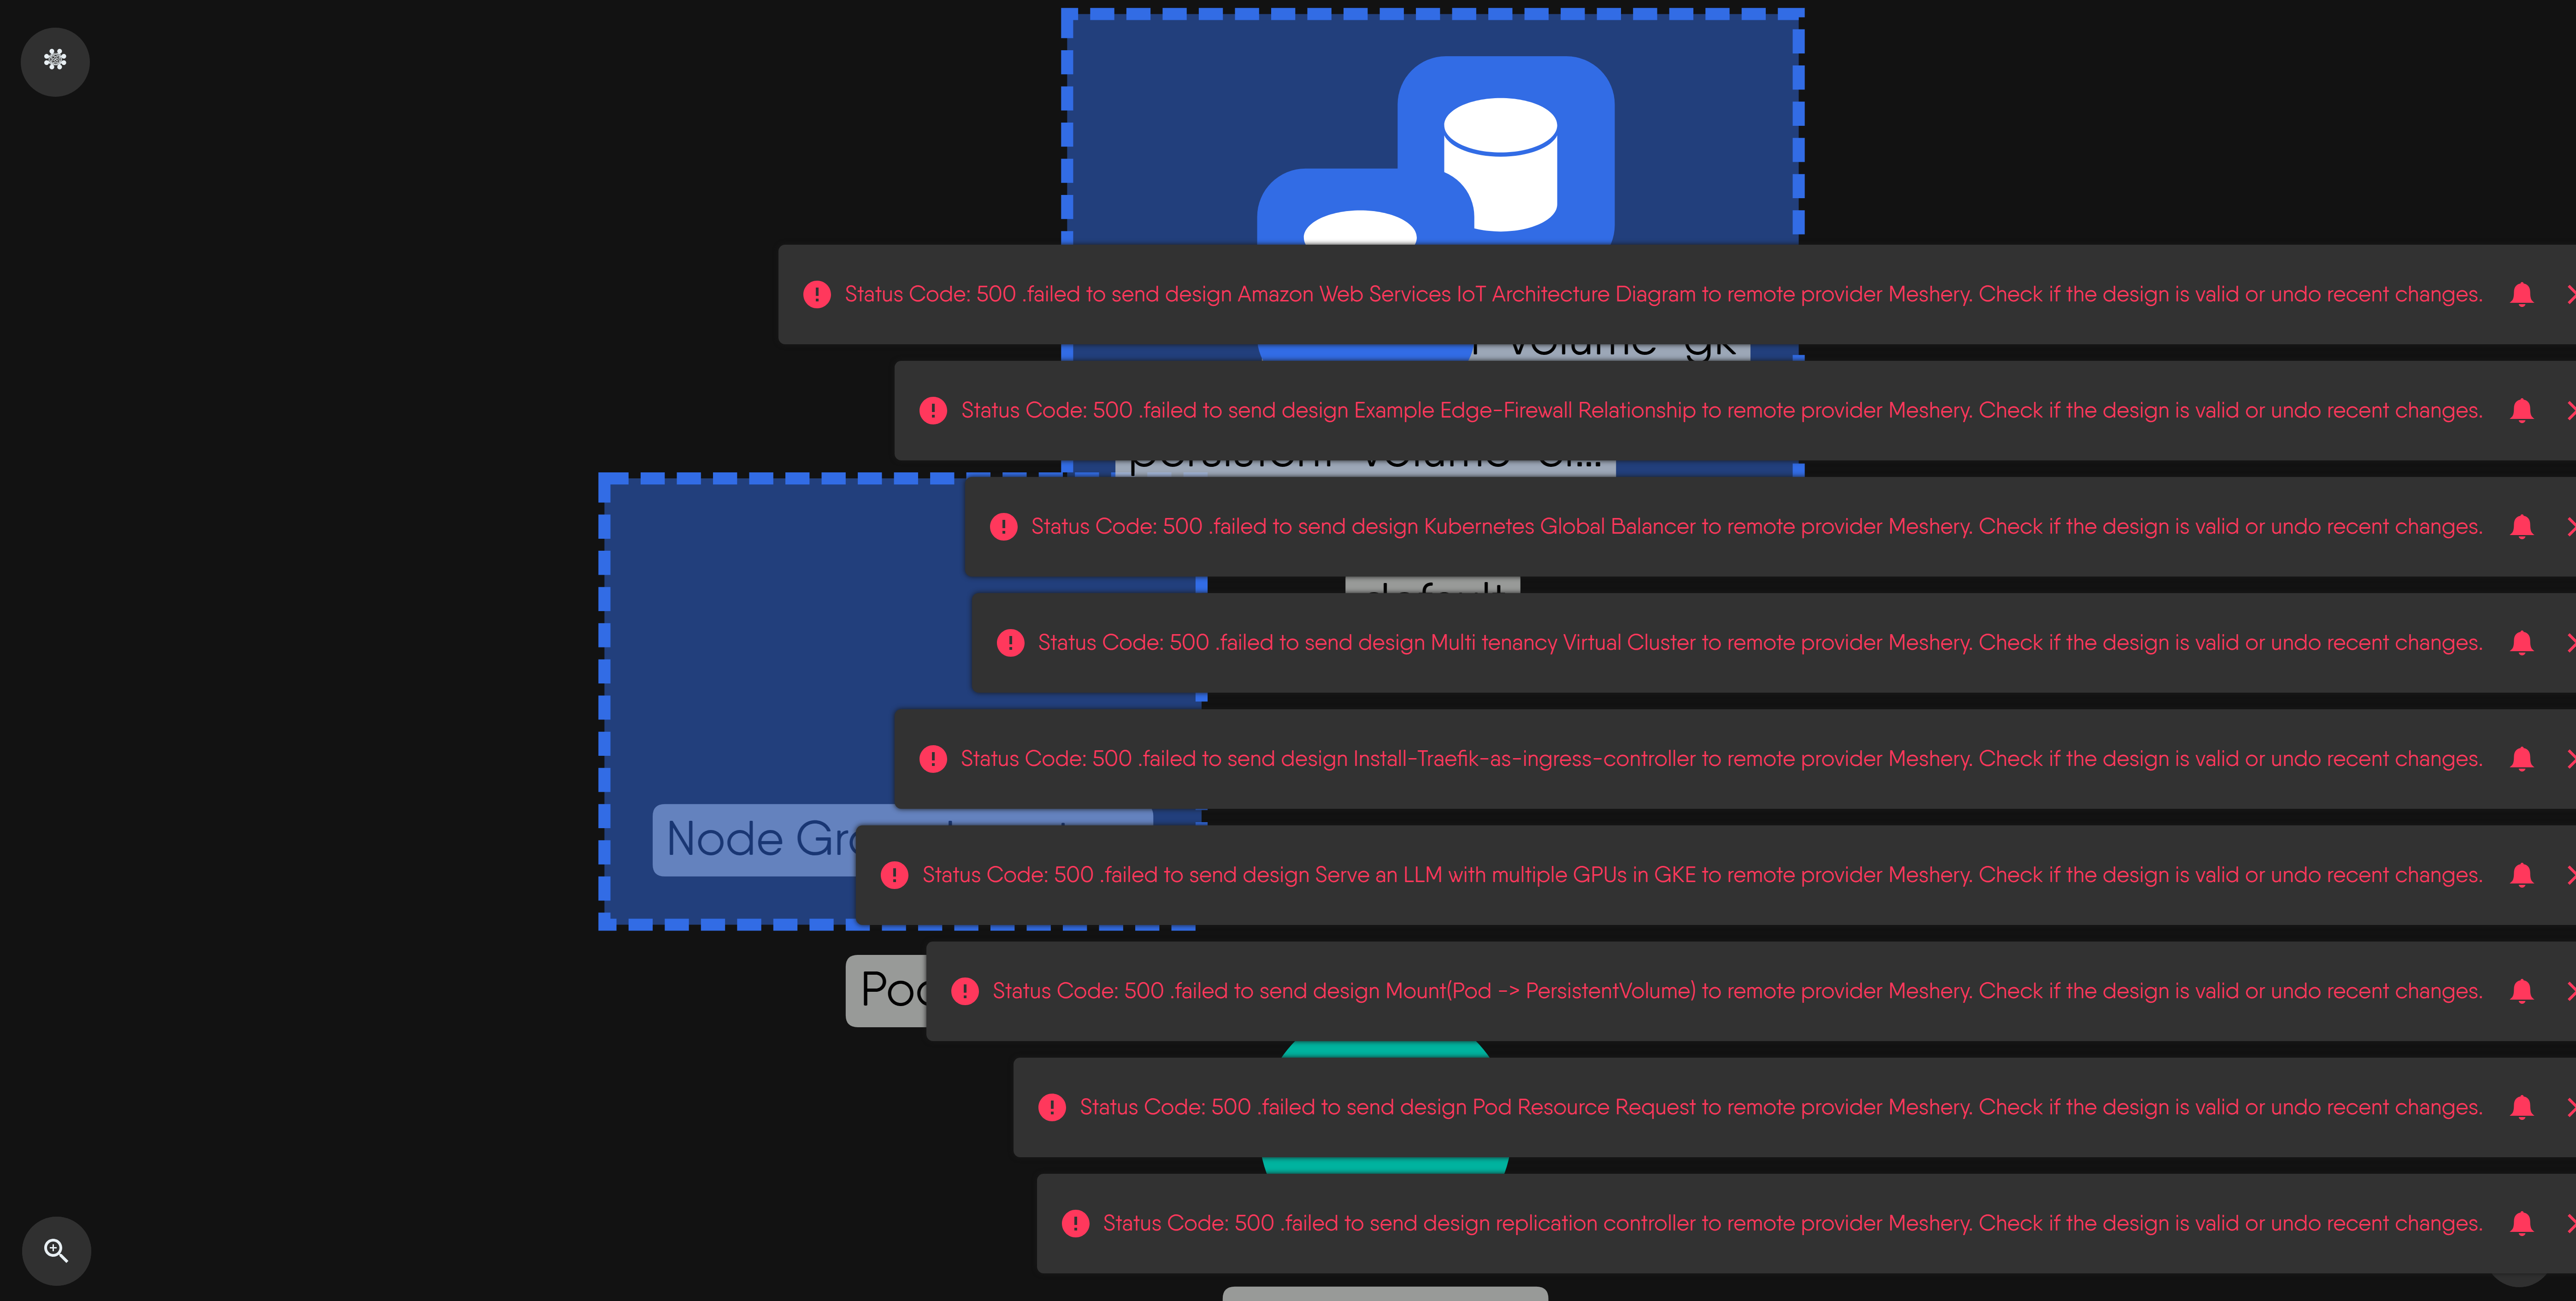 Status Code: 500 .failed to send design Amazon Web Services IoT Architecture Diagram to remote provider Meshery. Check if the design is valid or undo recent changes.
volume-gk
Status Code: 500 .failed to send design Example Edge-Firewall Relationship to remote provider Meshery. Check if the design is valid or undo recent changes.
persistent-volume-cl...
Status Code: 500 .failed to send design Kubernetes Global Balancer to remote provider Meshery. Check if the design is valid or undo recent changes.
default
Status Code: 500 .failed to send design Multi tenancy Virtual Cluster to remote provider Meshery. Check if the design is valid or undo recent changes.
Status Code: 500 .failed to send design Install-Traefik-as-ingress-controller to remote provider Meshery. Check if the design is valid or undo recent changes.
Node
Status Code: 500 .failed to send design Serve an LLM with multiple GPUs in GKE to remote provider Meshery. Check if the design is valid or undo recent changes.
Status Code: 500 .failed to send design Mount(Pod -> PersistentVolume) to remote provider Meshery. Check if the design is valid or undo recent changes.
Status Code: 500 .failed to send design Pod Resource Request to remote provider Meshery. Check if the design is valid or undo recent changes.
Status Code: 500 .failed to send design replication controller to remote provider Meshery. Check if the design is valid or undo recent changes.